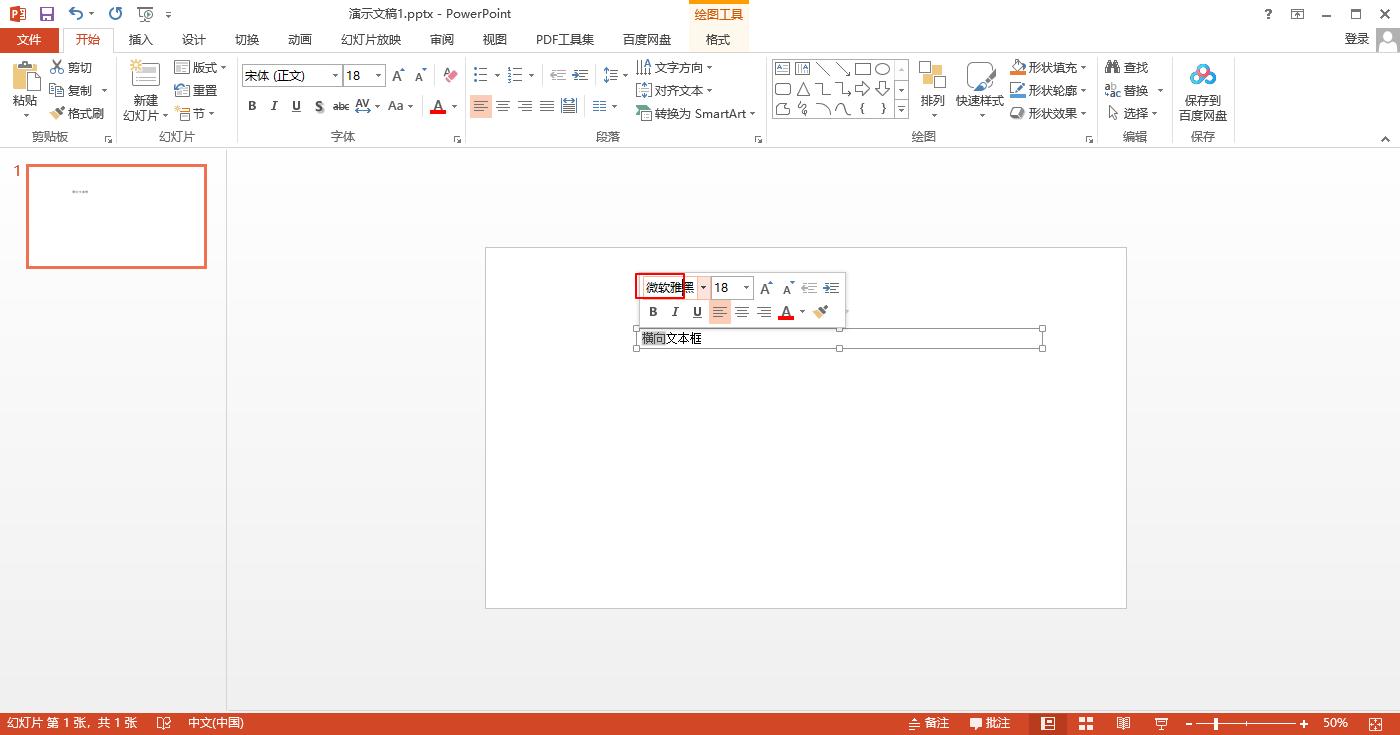 演示文稿1.pptx - PowerPoint
绘图工具
?
文件 开始 插入 设计 切换 动画 幻灯片放映 审阅 视图 PDF工具集 百度网盘 格式 登录
粘贴
剪切
复制
格式刷
剪贴板
新建
幻灯片
版式
重置
节
幻灯片
宋体 (正文) 18 A A
B I U S abc AV Aa A
字体
文字方向
对齐文本
转换为 SmartArt
段落
排列
快速样式
形状填充
形状轮廓
形状效果
绘图
查找
替换
选择
编辑
保存到
百度网盘
保存
1
微软雅黑 18 A A
B I U A
横向文本框
幻灯片 第 1 张，共 1 张 中文(中国) 备注 批注 50%